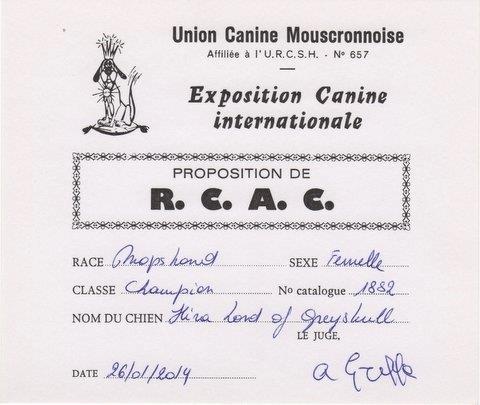 Union Canine Mouscronnoise
Affiliée à l'U.R.C.S.H. - No 657
Exposition Canine
internationale
PROPOSITION DE
R. C. A. C.
RACE Mopshond SEXE Femelle
CLASSE Champion No catalogue 1882
NOM DU CHIEN Hira Lord of Greyskull
LE JUGE,
DATE 26/01/2014